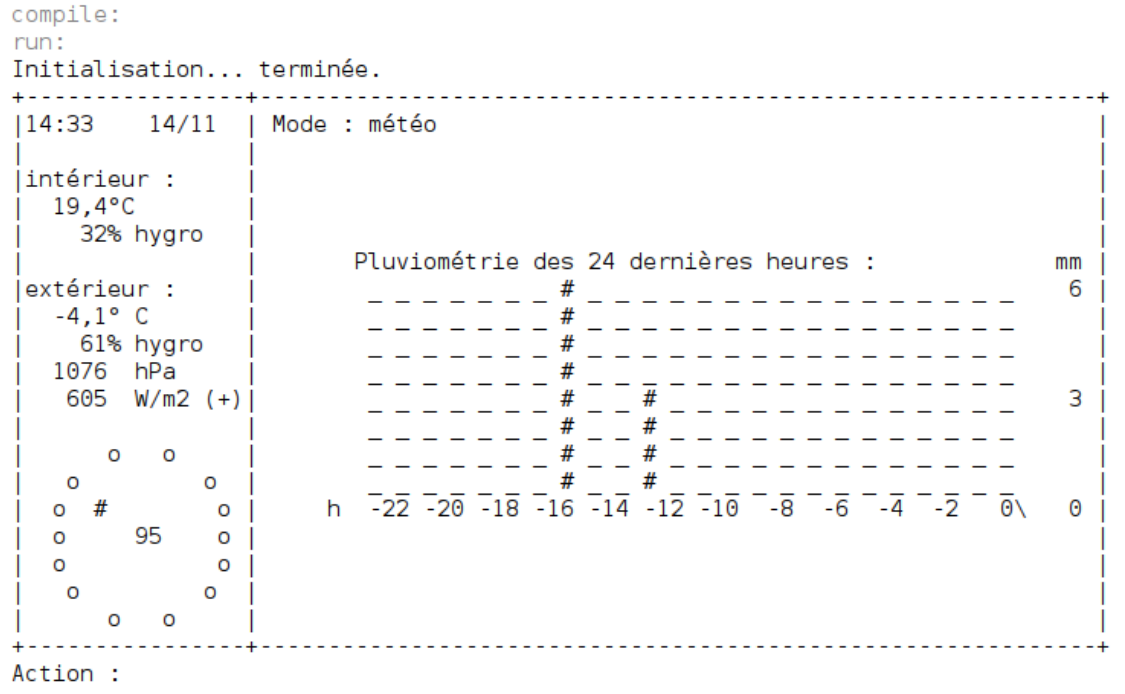 compile:
run:
Initialisation... terminée.
+----------------+-------------------------------------------------------------+
|14:33    14/11  | Mode : météo                                                |
|                |                                                             |
|intérieur :     |                                                             |
|  19,4°C        |                                                             |
|    32% hygro   |                                                             |
|                |       Pluviométrie des 24 dernières heures :             mm |
|extérieur :     |        _ _ _ _ _ _ _ # _ _ _ _ _ _ _ _ _ _ _ _ _ _ _ _    6 |
|  -4,1° C       |        _ _ _ _ _ _ _ # _ _ _ _ _ _ _ _ _ _ _ _ _ _ _ _      |
|    61% hygro   |        _ _ _ _ _ _ _ # _ _ _ _ _ _ _ _ _ _ _ _ _ _ _ _      |
|  1076  hPa     |        _ _ _ _ _ _ _ # _ _ _ _ _ _ _ _ _ _ _ _ _ _ _ _      |
|   605  W/m2 (+)|        _ _ _ _ _ _ _ # _ _ # _ _ _ _ _ _ _ _ _ _ _ _ _    3 |
|                |        _ _ _ _ _ _ _ # _ _ # _ _ _ _ _ _ _ _ _ _ _ _ _      |
|      o   o     |        _ _ _ _ _ _ _ # _ _ # _ _ _ _ _ _ _ _ _ _ _ _ _      |
|   o         o  |        _ _ _ _ _ _ _ # _ _ # _ _ _ _ _ _ _ _ _ _ _ _ _      |
|  o  #        o |     h  -22 -20 -18 -16 -14 -12 -10  -8  -6  -4  -2   0\   0 |
|  o     95    o |                                                             |
|  o           o |                                                             |
|   o         o  |                                                             |
|      o   o     |                                                             |
+----------------+-------------------------------------------------------------+
Action :